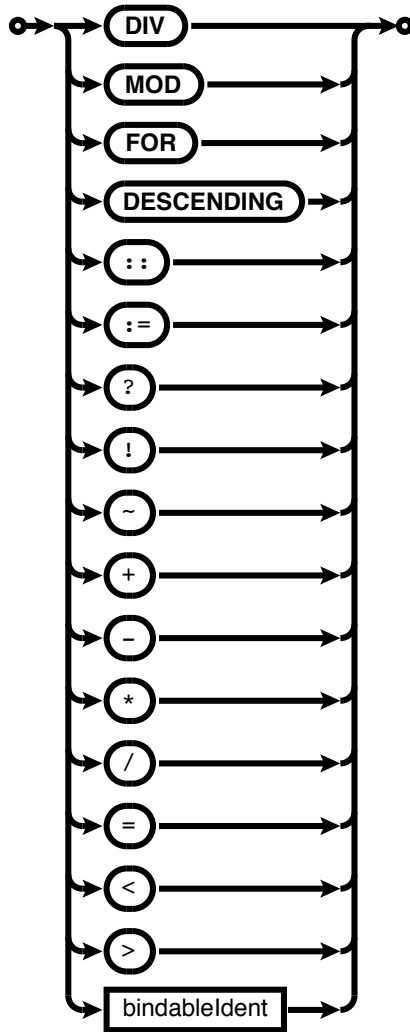 DIV
MOD
FOR
DESCENDING
::
:=
?
!
~
+
-
*
/
=
<
>
bindableIdent